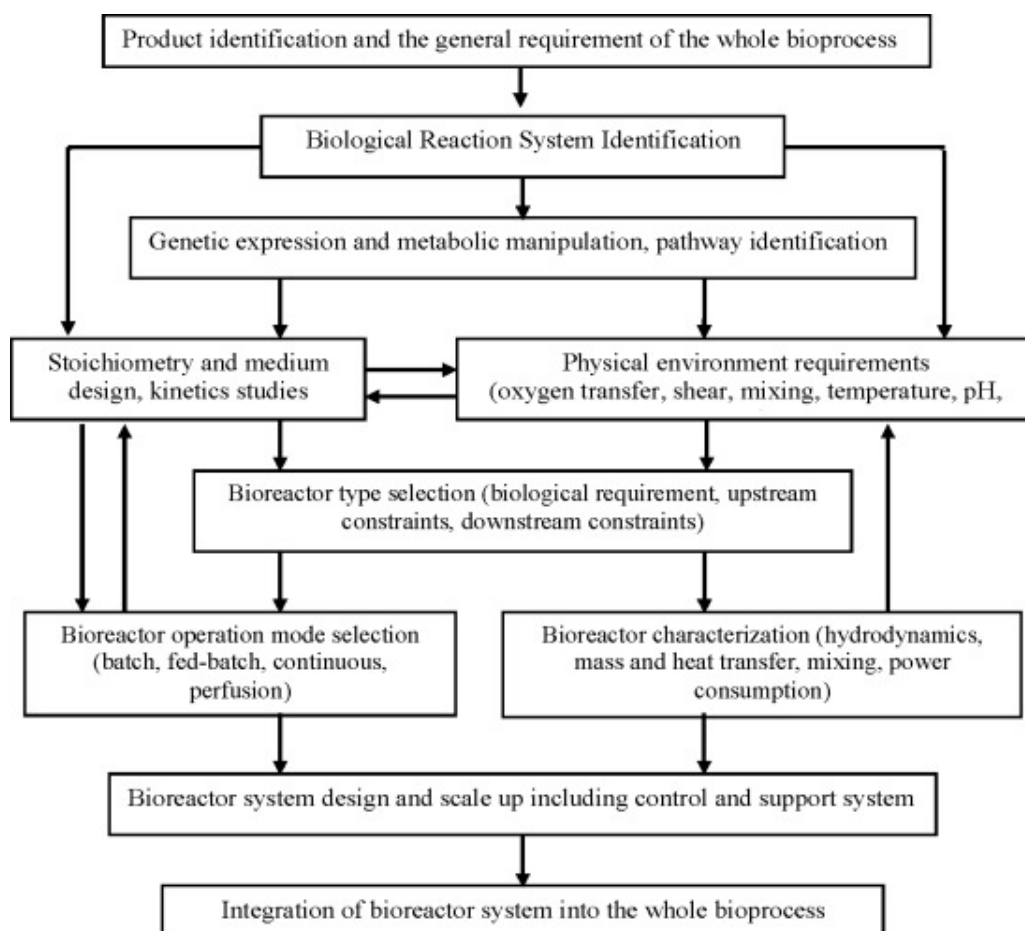 Product identification and the general requirement of the whole bioprocess
Biological Reaction System Identification
Genetic expression and metabolic manipulation, pathway identification
Stoichiometry and medium
design, kinetics studies
Physical environment requirements
(oxygen transfer, shear, mixing, temperature, pH,
Bioreactor type selection (biological requirement, upstream
constraints, downstream constraints)
Bioreactor operation mode selection
(batch, fed-batch, continuous,
perfusion)
Bioreactor characterization (hydrodynamics,
mass and heat transfer, mixing, power
consumption)
Bioreactor system design and scale up including control and support system
Integration of bioreactor system into the whole bioprocess